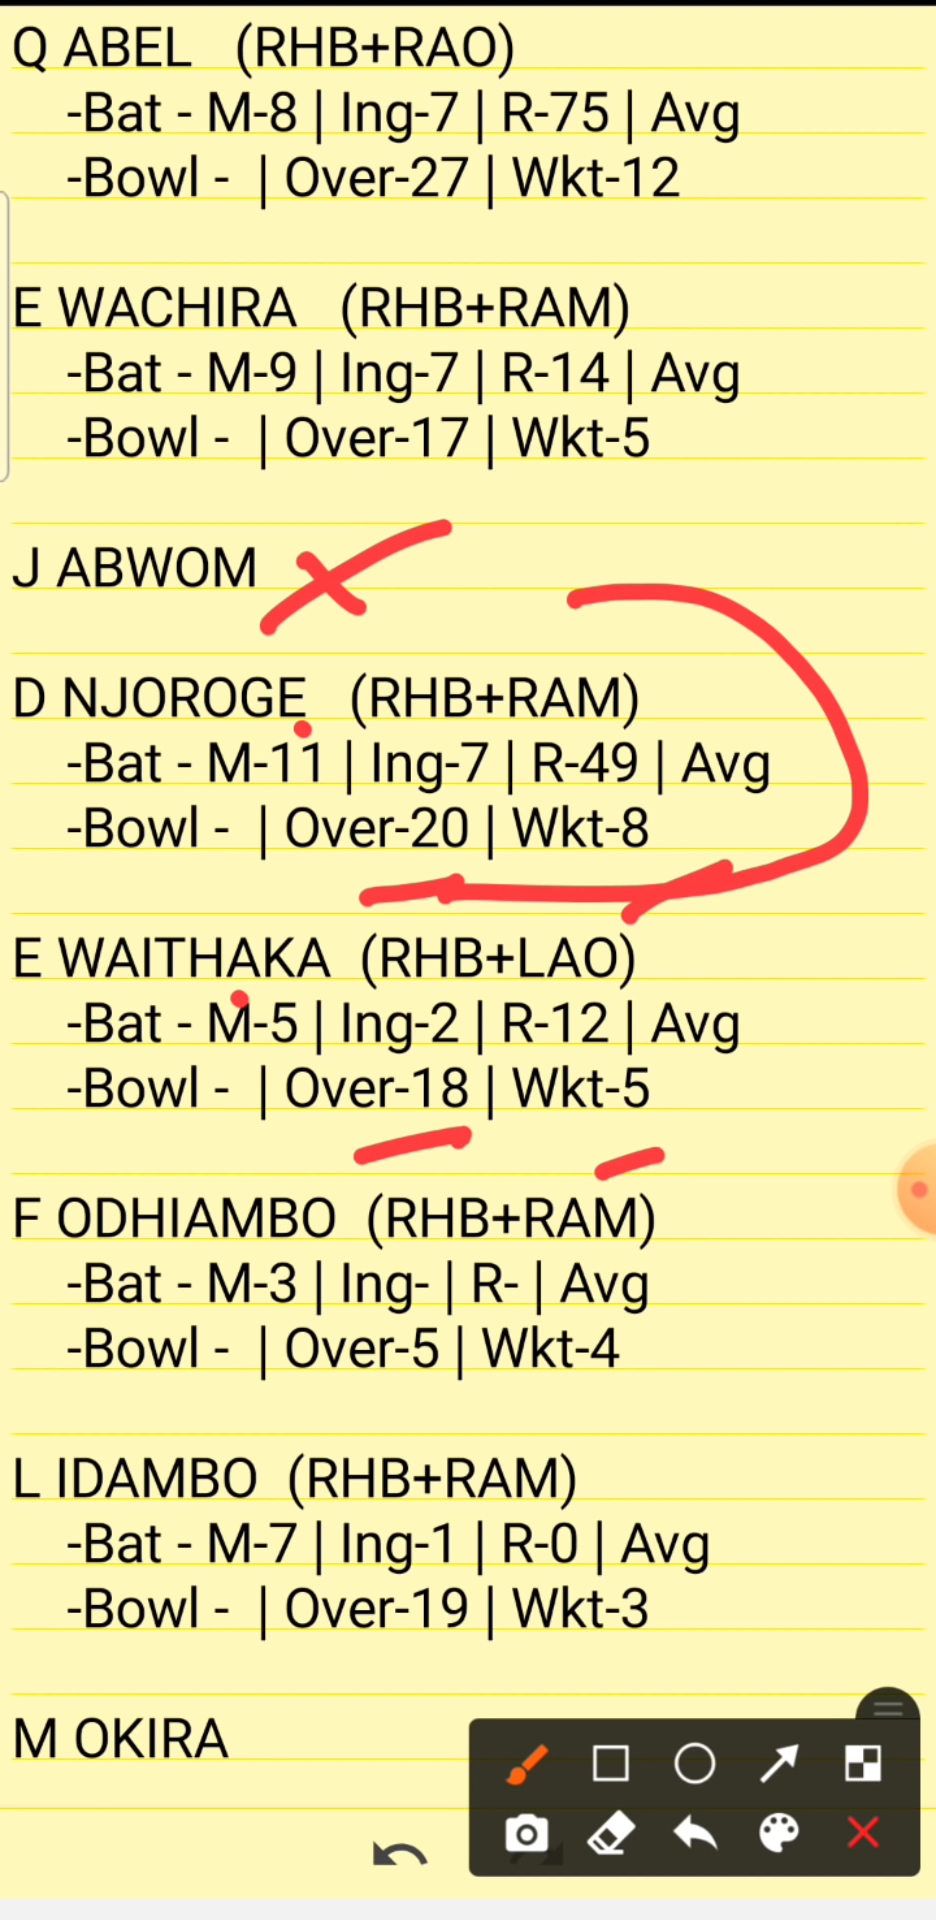 Q ABEL (RHB+RAO)
-Bat - M-8 | Ing-7 | R-75 | Avg
-Bowl - | Over-27 | Wkt-12
E WACHIRA (RHB+RAM)
-Bat - M-9 | Ing-7 | R-14 | Avg
-Bowl - | Over-17 | Wkt-5
J ABWOM
D NJOROGE (RHB+RAM)
-Bat - M-11 | Ing-7 | R-49 | Avg
-Bowl - | Over-20 | Wkt-8
E WAITHAKA (RHB+LAO)
-Bat - M-5 | Ing-2 | R-12 | Avg
-Bowl - | Over-18 | Wkt-5
F ODHIAMBO (RHB+RAM)
-Bat - M-3 | Ing- | R- | Avg
-Bowl - | Over-5 | Wkt-4
L IDAMBO (RHB+RAM)
-Bat - M-7 | Ing-1 | R-0 | Avg
-Bowl - | Over-19 | Wkt-3
M OKIRA